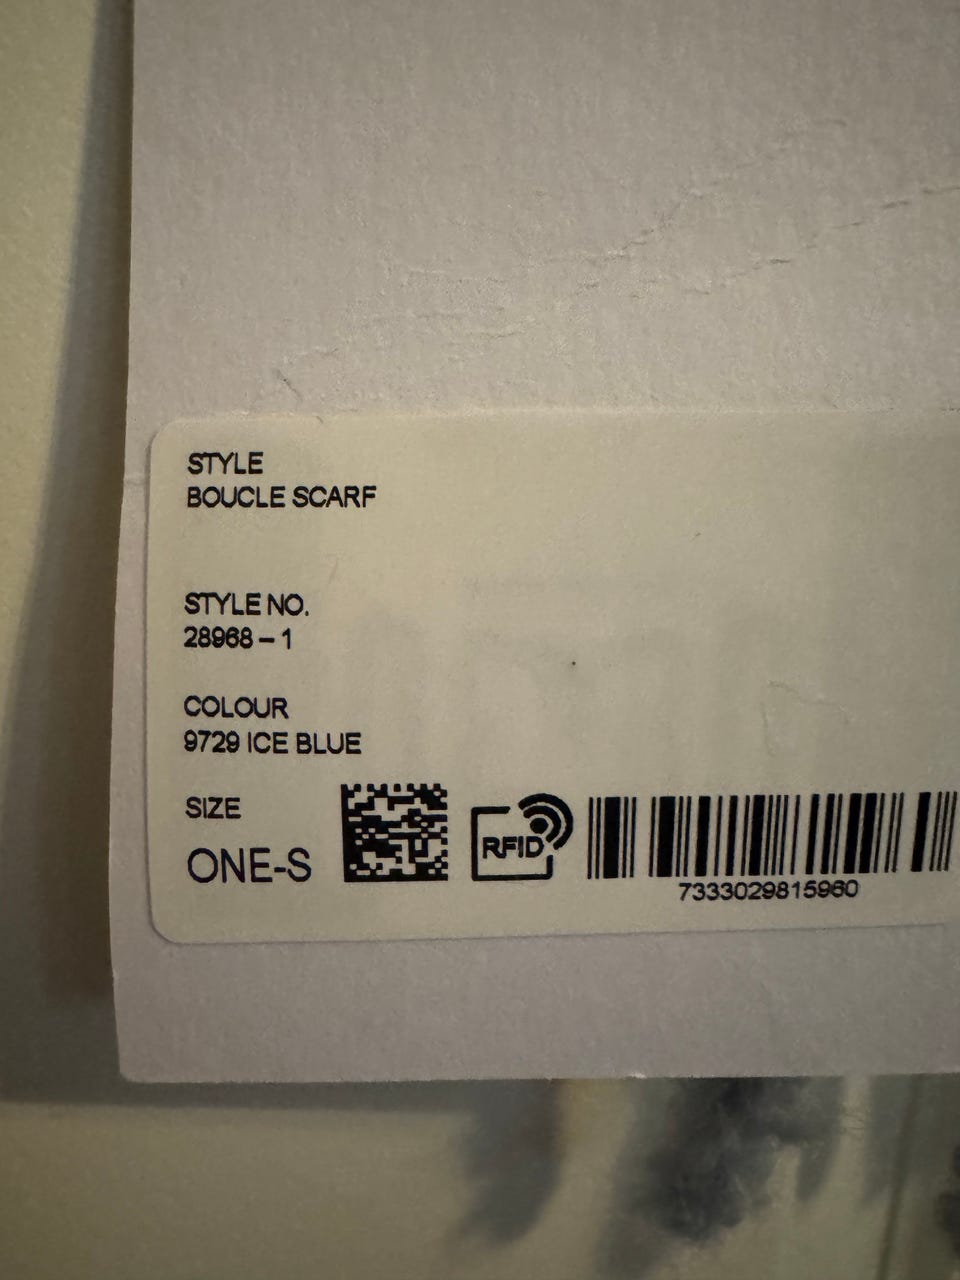 STYLE
BOUCLE SCARF
STYLE NO.
28968 – 1
COLOUR
9729 ICE BLUE
SIZE
ONE-S
RFID
7333029815960